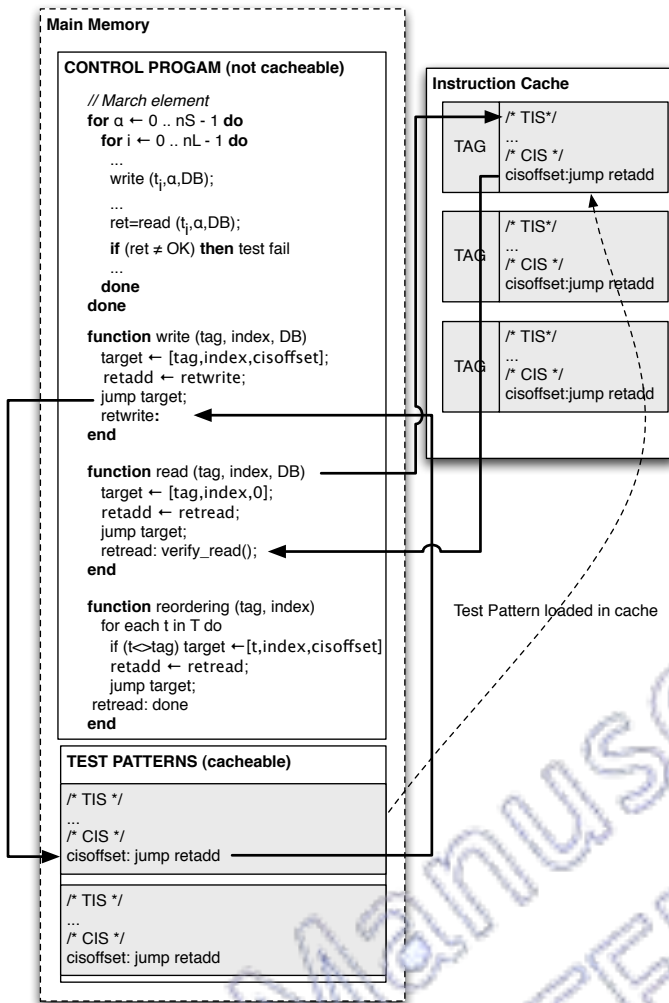 Main Memory
CONTROL PROGAM (not cacheable)
// March element
for α ← 0 .. nS - 1 do
for i ← 0 .. nL - 1 do
...
write (ti,α,DB);
...
ret=read (ti,α,DB);
if (ret ≠ OK) then test fail
...
done
done
function write (tag, index, DB)
target ← [tag,index,cisoffset];
retadd ← retwrite;
jump target;
retwrite:
end
function read (tag, index, DB)
target ← [tag,index,0];
retadd ← retread;
jump target;
retread: verify_read();
end
function reordering (tag, index)
for each t in T do
if (t<>tag) target ←[t,index,cisoffset]
retadd ← retread;
jump target;
retread: done
end
TEST PATTERNS (cacheable)
/* TIS */
...
/* CIS */
cisoffset: jump retadd
/* TIS */
...
/* CIS */
cisoffset: jump retadd
Instruction Cache
TAG
/* TIS*/
...
/* CIS */
cisoffset:jump retadd
TAG
/* TIS*/
...
/* CIS */
cisoffset:jump retadd
TAG
/* TIS*/
...
/* CIS */
cisoffset:jump retadd
Test Pattern loaded in cache